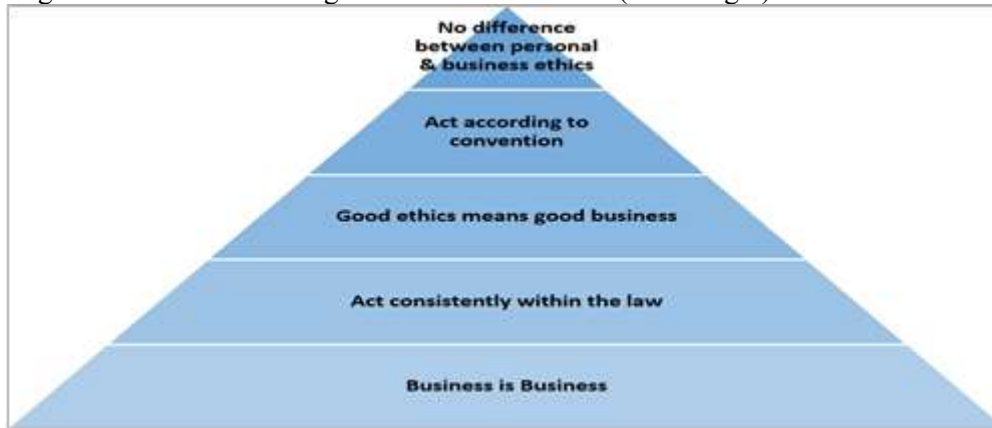 No difference
between personal
& business ethics
Act according to
convention
Good ethics means good business
Act consistently within the law
Business is Business